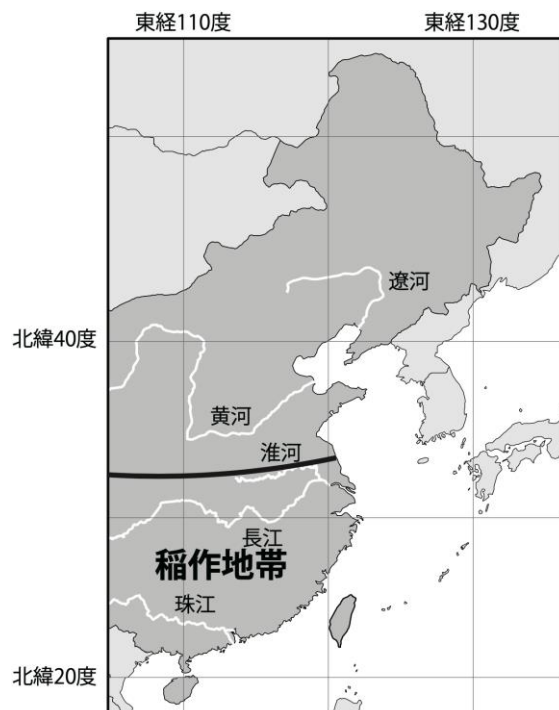 東経110度
東経130度
遼河
北緯40度
黄河
淮河
長江
稲作地帯
珠江
北緯20度